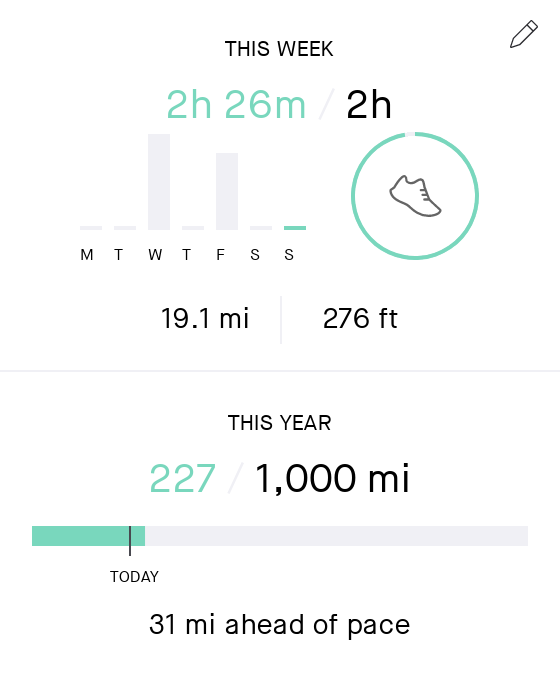 THIS WEEK
2h 26m / 2h
M T W T F S S
19.1 mi 276 ft
THIS YEAR
227 / 1,000 mi
TODAY
31 mi ahead of pace